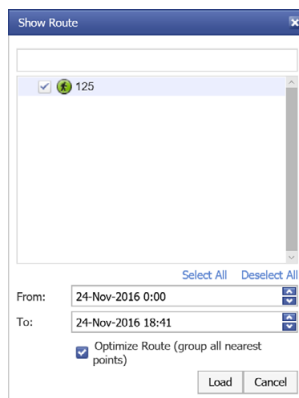 Show Route
125
Select All Deselect All
From: 24-Nov-2016 0:00
To: 24-Nov-2016 18:41
Optimize Route (group all nearest
points)
Load Cancel